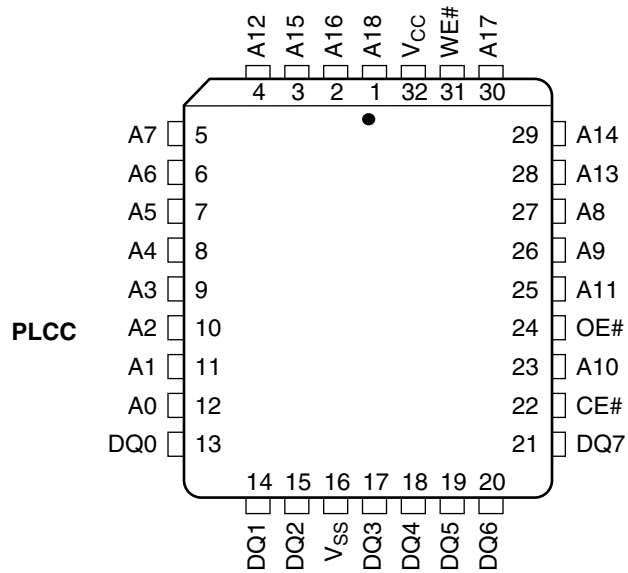 A12 A15 A16 A18 VCC WE# A17
4 3 2 1 32 31 30
A7 5 29 A14
A6 6 28 A13
A5 7 27 A8
A4 8 26 A9
A3 9 25 A11
PLCC A2 10 24 OE#
A1 11 23 A10
A0 12 22 CE#
DQ0 13 21 DQ7
14 15 16 17 18 19 20
DQ1 DQ2 VSS DQ3 DQ4 DQ5 DQ6